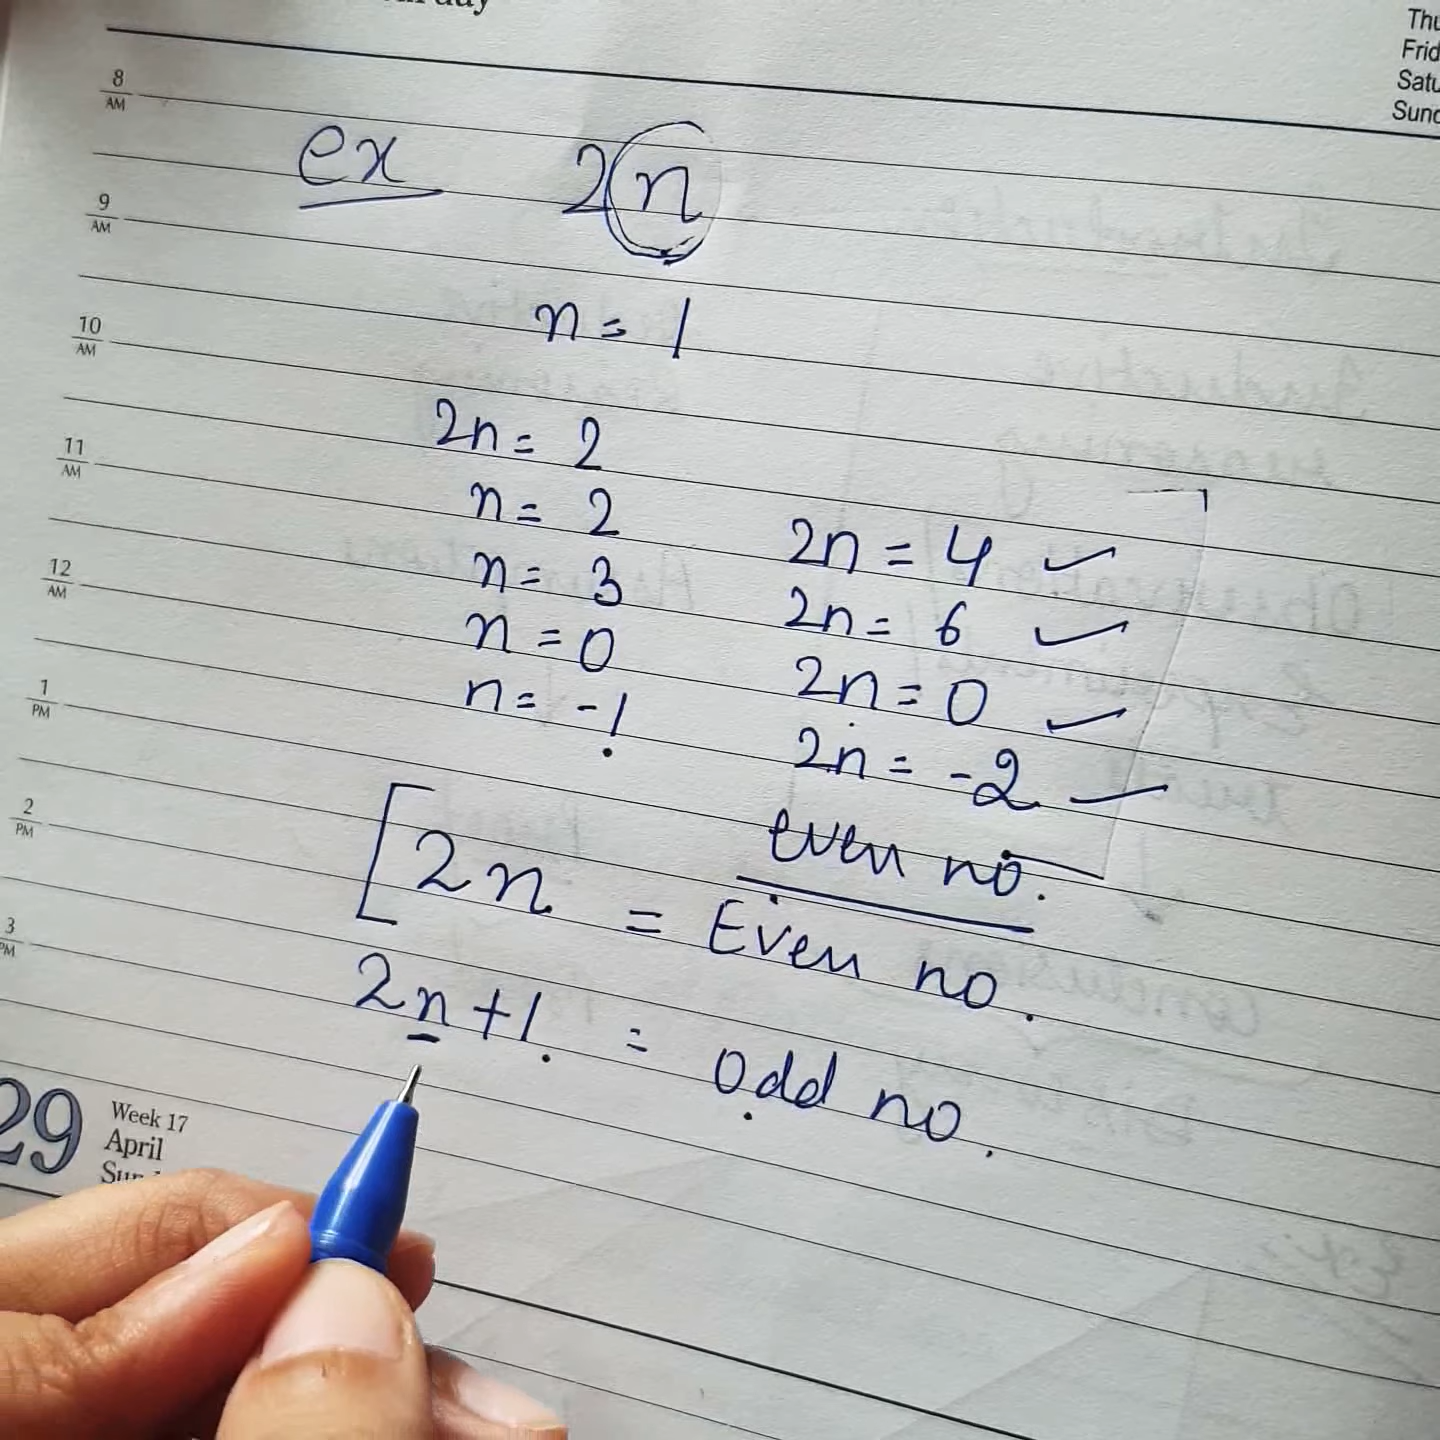 Thu
Frid
Satu
Sund
8 AM
ex 2n
9 AM
n = 1
10 AM
2n = 2
11 AM
n = 2 2n = 4 ✓
n = 3 2n = 6 ✓
12 AM
n = 0 2n = 0 ✓
n = -1 2n = -2 ✓
1 PM
even no.
2 PM
[2n = Even no.
3 PM
2n+1. = Odd no.
29 Week 17
April